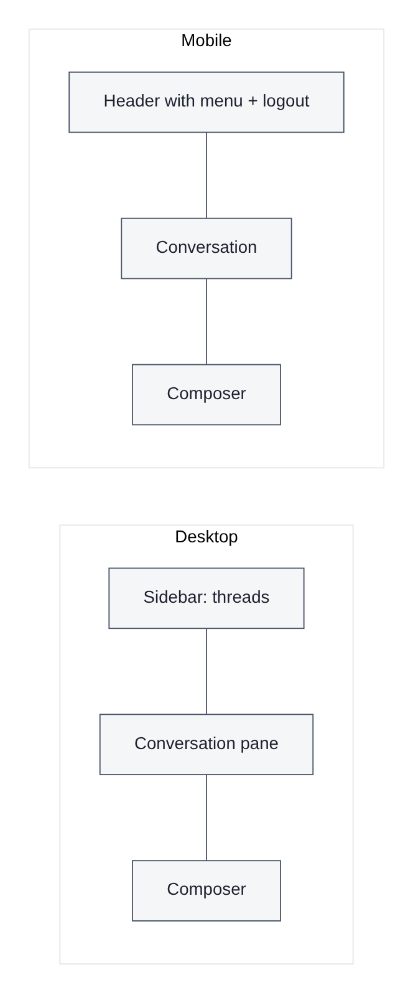 Mobile
Header with menu + logout
Conversation
Composer
Desktop
Sidebar: threads
Conversation pane
Composer